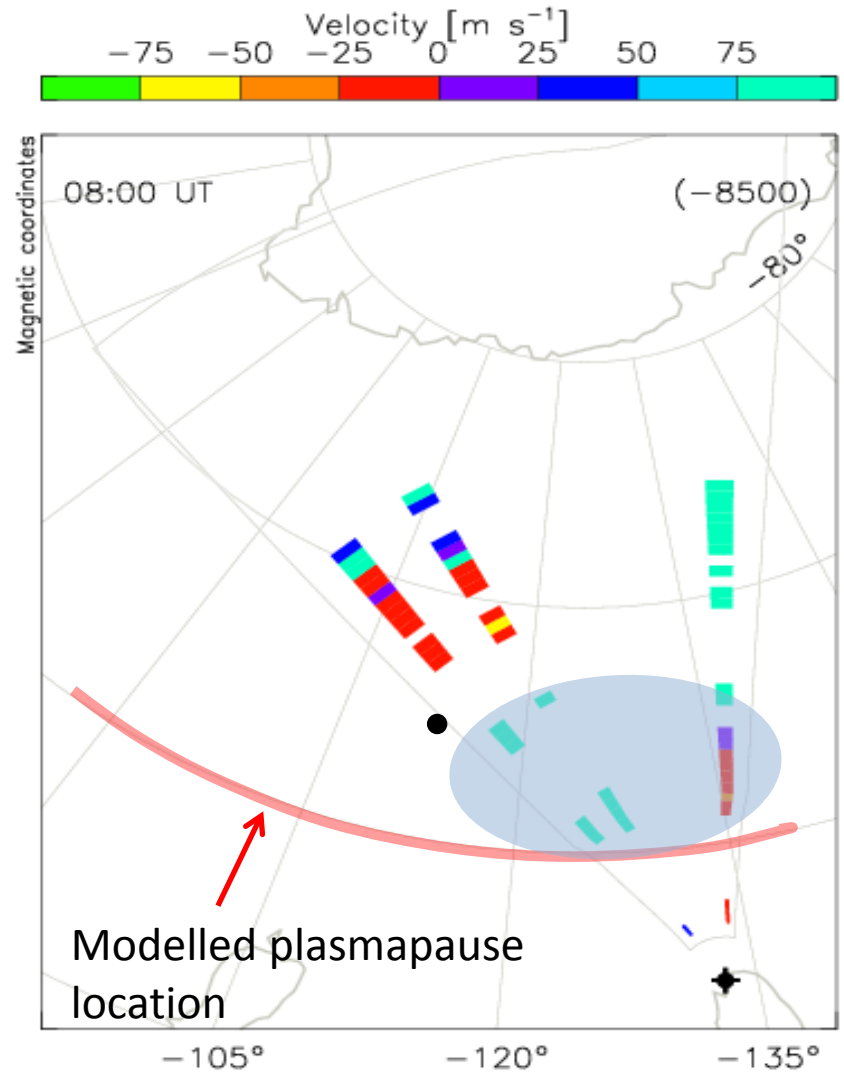 Velocity [m s⁻¹]
−75 −50 −25 0 25 50 75
Magnetic coordinates
08:00 UT
(−8500)
−80°
Modelled plasmapause
location
−105° −120° −135°